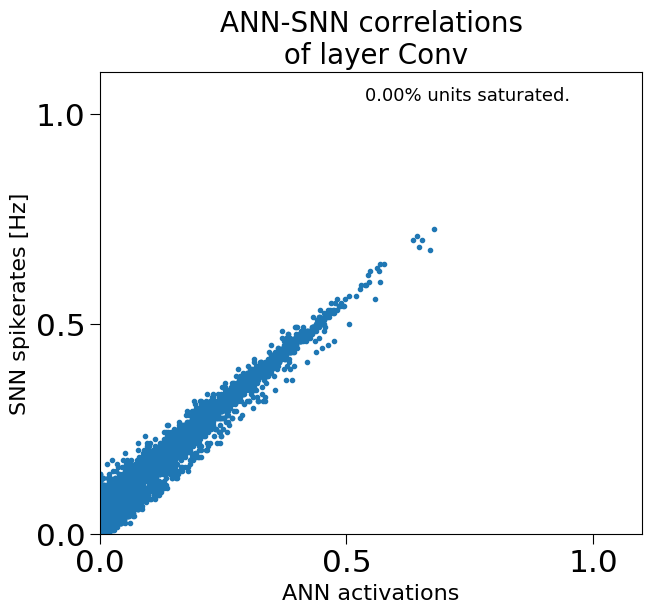 ANN-SNN correlations
of layer Conv
0.00% units saturated.
1.0
0.5
0.0
SNN spikerates [Hz]
0.0 0.5 1.0
ANN activations